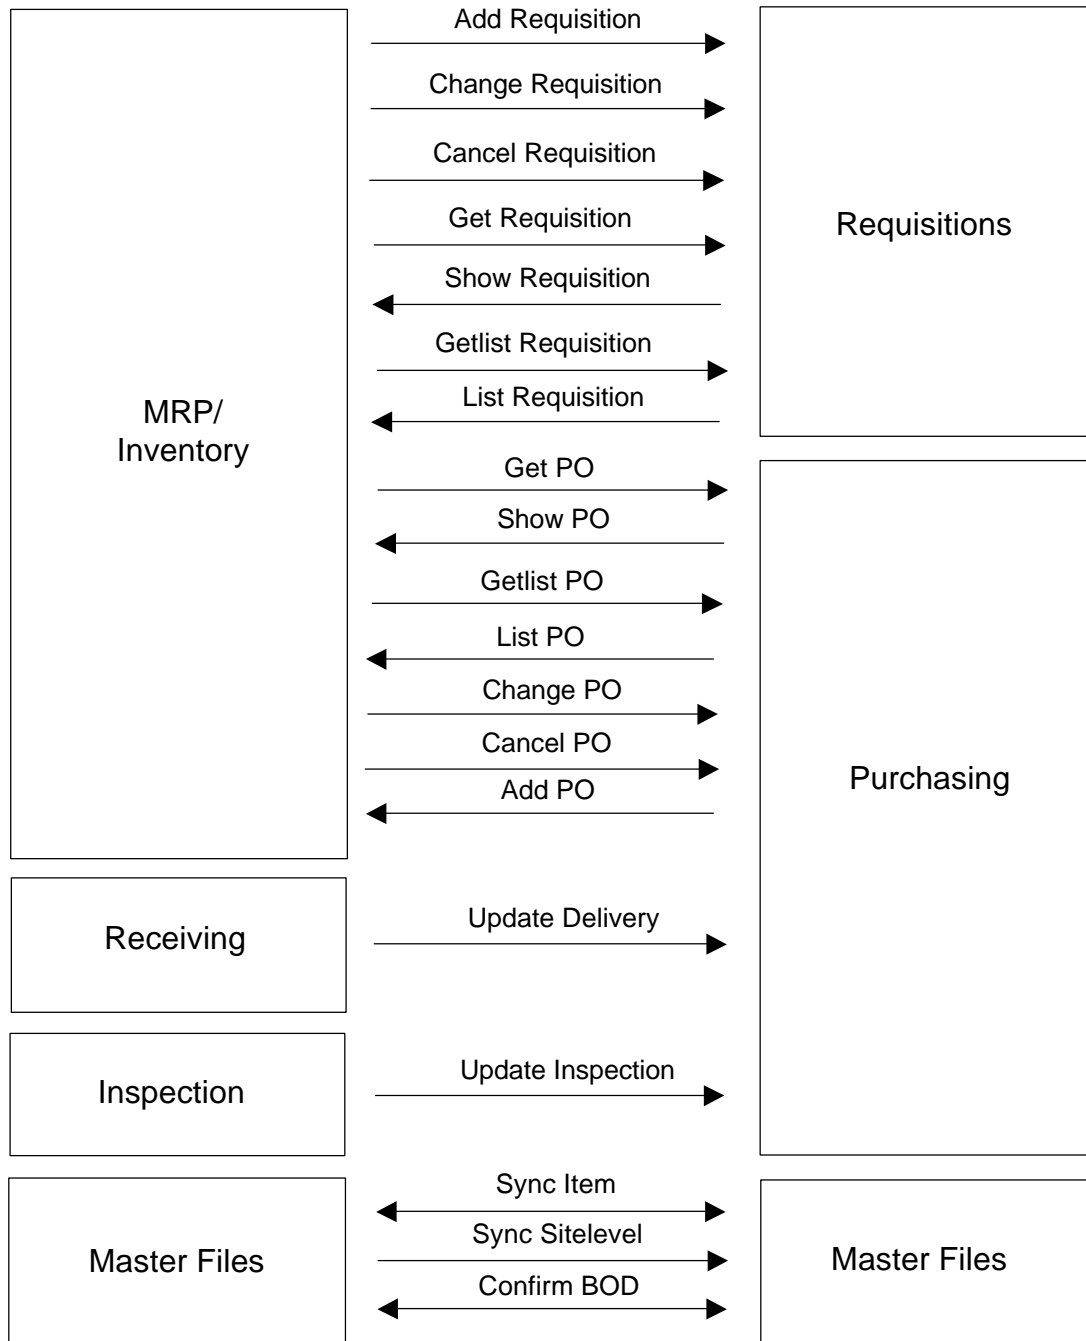 Add Requisition
Change Requisition
Cancel Requisition
Get Requisition
Requisitions
Show Requisition
Getlist Requisition
List Requisition
MRP/
Inventory
Get PO
Show PO
Getlist PO
List PO
Change PO
Cancel PO
Add PO
Purchasing
Receiving
Update Delivery
Inspection
Update Inspection
Sync Item
Sync Sitelevel
Confirm BOD
Master Files
Master Files